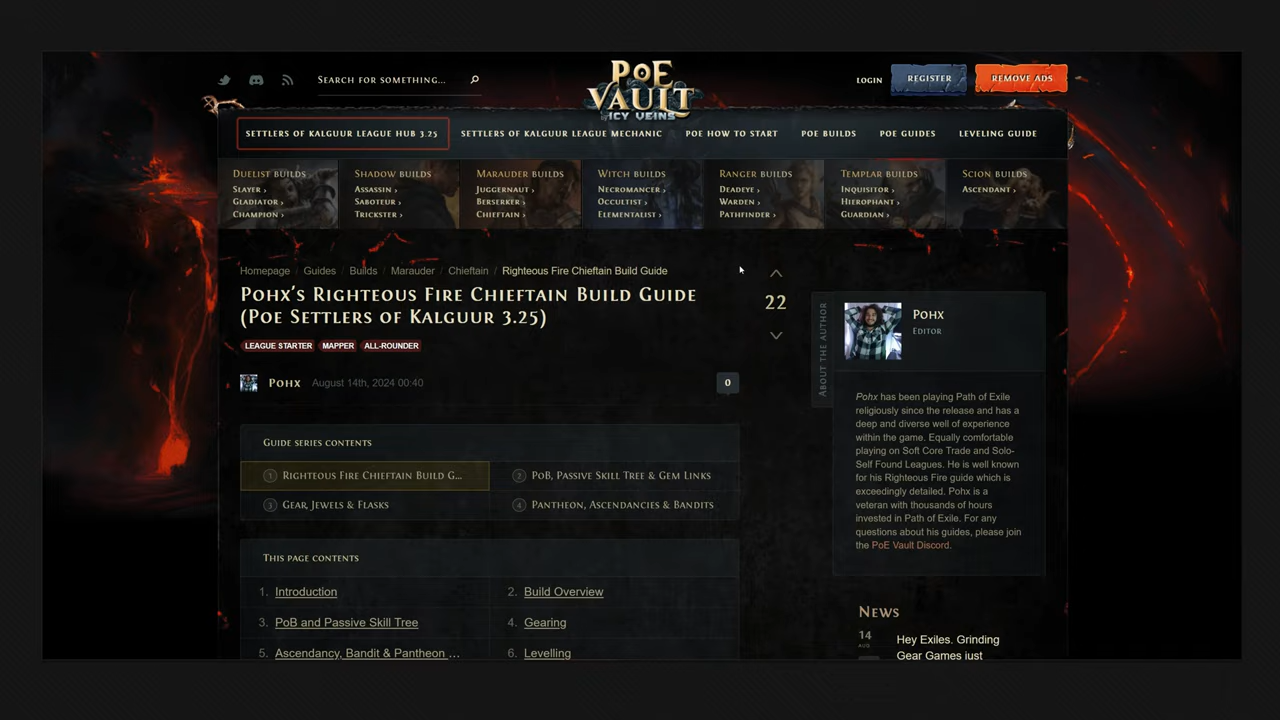 Search for something...
PoE
Vault
by Icy Veins
Login
Register
Remove Ads
Settlers of Kalguur League Hub 3.25
Settlers of Kalguur League Mechanic
PoE How to Start
PoE Builds
PoE Guides
Leveling Guide
Duelist Builds
Slayer ›
Gladiator ›
Champion ›
Shadow Builds
Assassin ›
Saboteur ›
Trickster ›
Marauder Builds
Juggernaut ›
Berserker ›
Chieftain ›
Witch Builds
Necromancer ›
Occultist ›
Elementalist ›
Ranger Builds
Deadeye ›
Warden ›
Pathfinder ›
Templar Builds
Inquisitor ›
Hierophant ›
Guardian ›
Scion Builds
Ascendant ›
Homepage / Guides / Builds / Marauder / Chieftain / Righteous Fire Chieftain Build Guide
Pohx's Righteous Fire Chieftain Build Guide
(PoE Settlers of Kalguur 3.25)
22
League Starter
Mapper
All-Rounder
Pohx August 14th, 2024 00:40
0
Guide series contents
1 Righteous Fire Chieftain Build G...
2 PoB, Passive Skill Tree & Gem Links
3 Gear, Jewels & Flasks
4 Pantheon, Ascendancies & Bandits
This page contents
1. Introduction
2. Build Overview
3. PoB and Passive Skill Tree
4. Gearing
5. Ascendancy, Bandit & Pantheon ...
6. Levelling
About the author
Pohx
Editor
Pohx has been playing Path of Exile
religiously since the release and has a
deep and diverse well of experience
within the game. Equally comfortable
playing on Soft Core Trade and Solo-
Self Found Leagues. He is well known
for his Righteous Fire guide which is
exceedingly detailed. Pohx is a
veteran with thousands of hours
invested in Path of Exile. For any
questions about his guides, please join
the PoE Vault Discord.
News
14
Aug
Hey Exiles. Grinding
Gear Games just